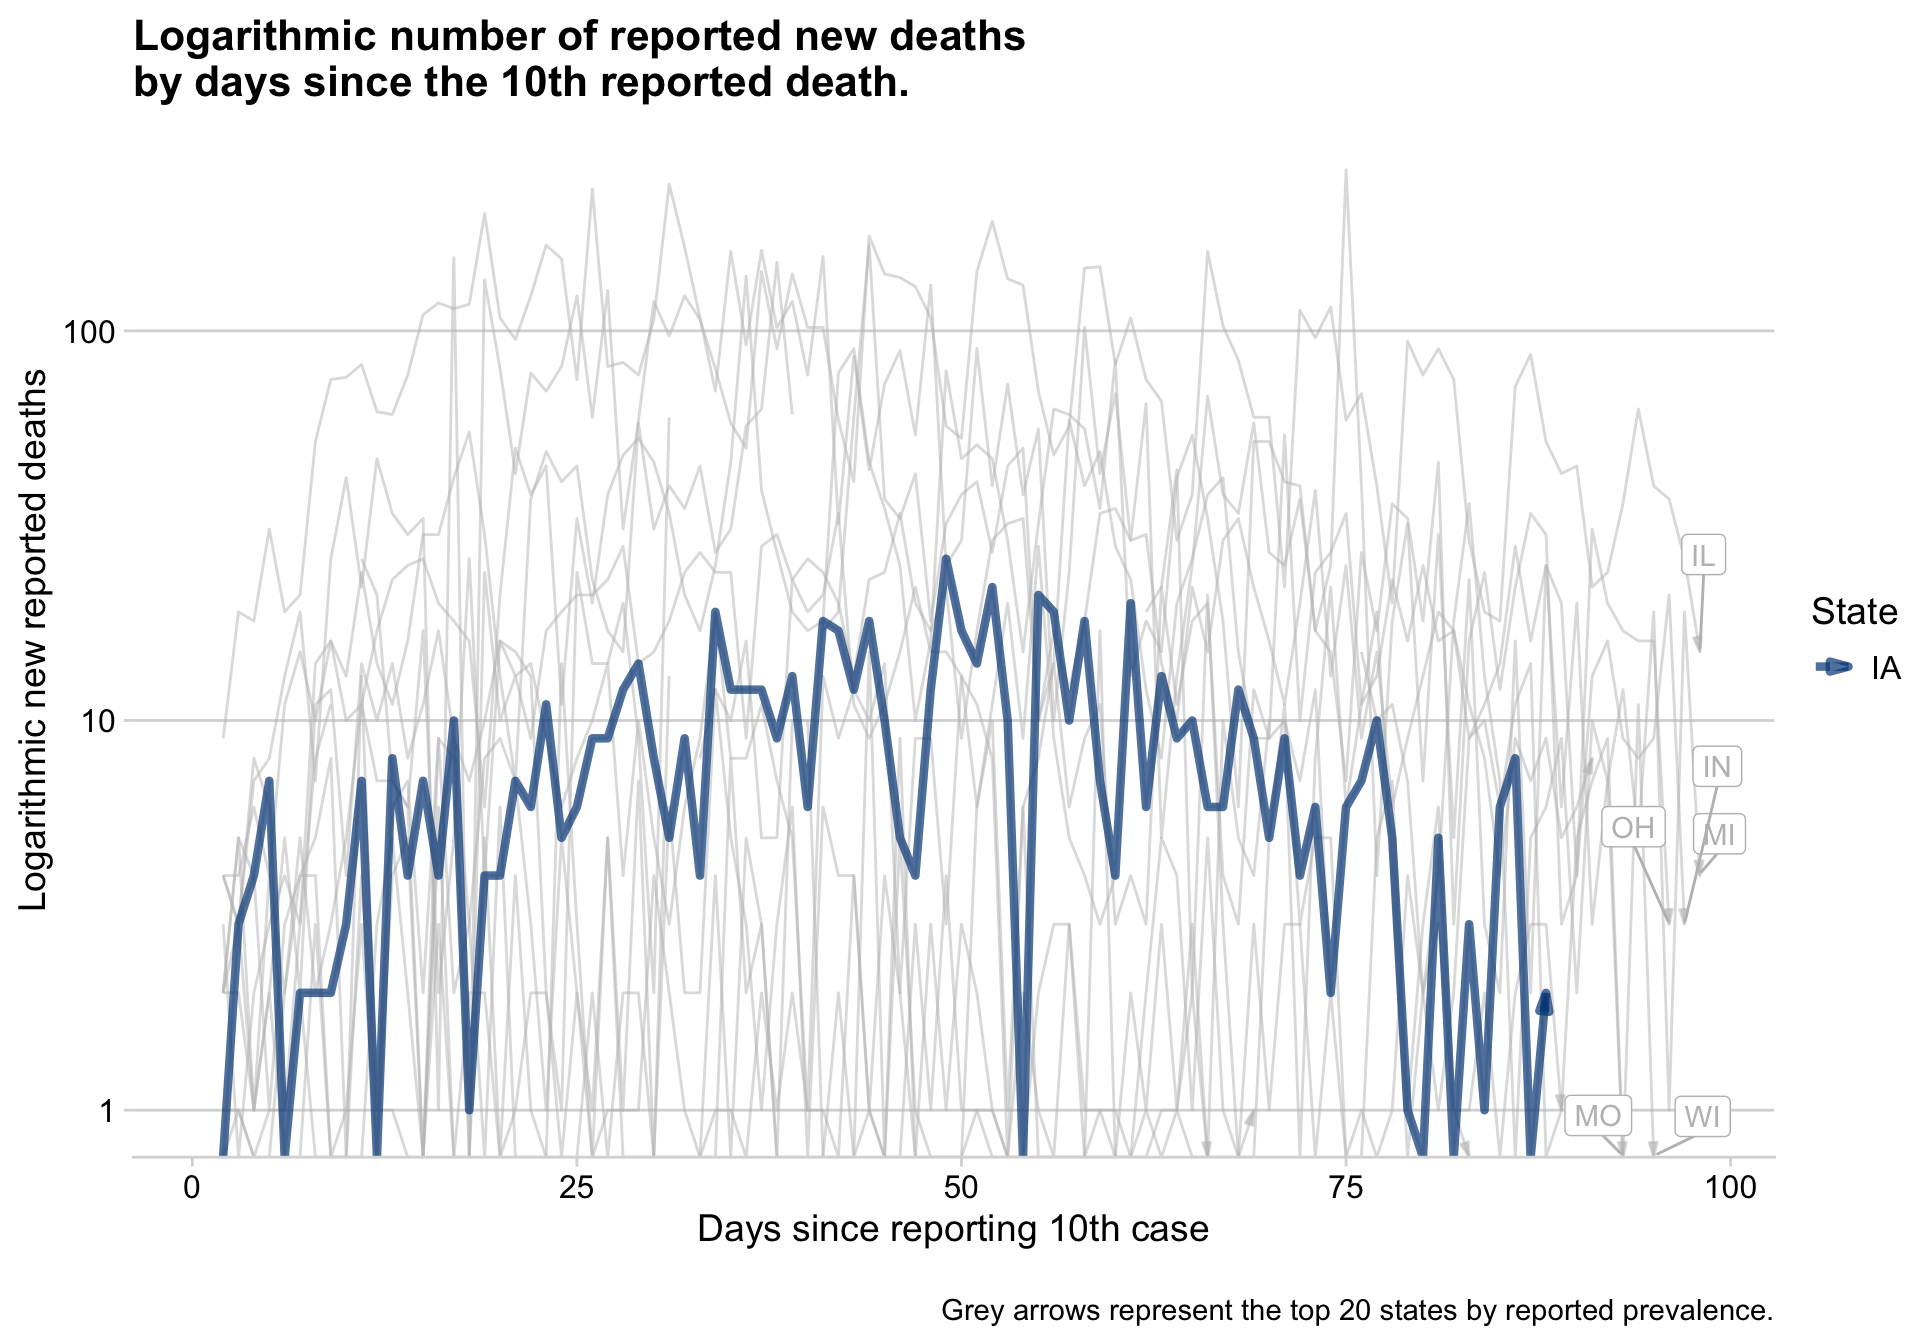 Logarithmic number of reported new deaths
by days since the 10th reported death.
Logarithmic new reported deaths
100
10
1
IL
IN
OH
MI
MO
WI
State
IA
0
25
50
75
100
Days since reporting 10th case
Grey arrows represent the top 20 states by reported prevalence.